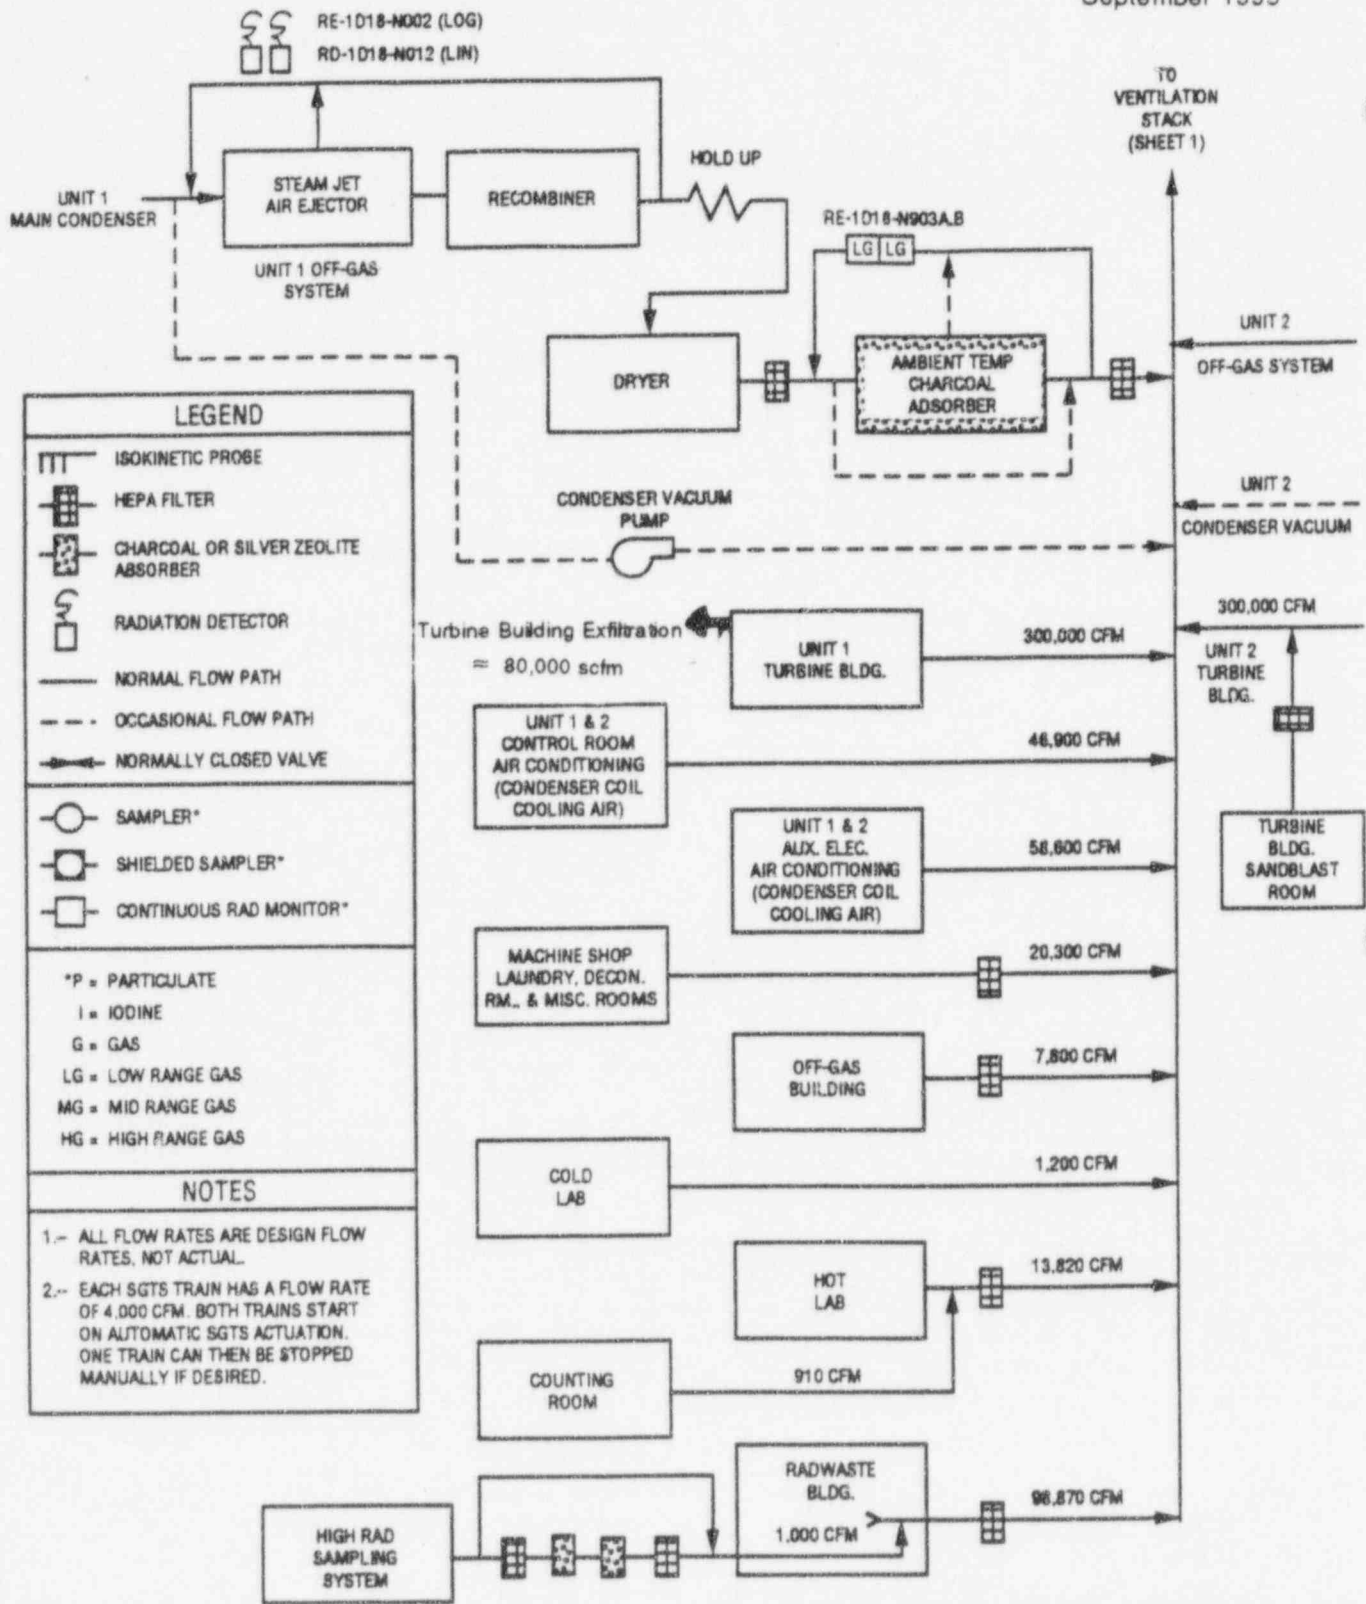 September 1999
RE-1D18-N002 (LOG)
RD-1D18-N012 (LIN)
TO
VENTILATION
STACK
(SHEET 1)
UNIT 1
MAIN CONDENSER
STEAM JET
AIR EJECTOR
RECOMBINER
HOLD UP
UNIT 1 OFF-GAS
SYSTEM
RE-1D18-N903A,B
LG LG
DRYER
AMBIENT TEMP
CHARCOAL
ADSORBER
UNIT 2
OFF-GAS SYSTEM
UNIT 2
CONDENSER VACUUM
CONDENSER VACUUM
PUMP
LEGEND
ISOKINETIC PROBE
HEPA FILTER
CHARCOAL OR SILVER ZEOLITE
ABSORBER
RADIATION DETECTOR
NORMAL FLOW PATH
OCCASIONAL FLOW PATH
NORMALLY CLOSED VALVE
SAMPLER*
SHIELDED SAMPLER*
CONTINUOUS RAD MONITOR*
*P = PARTICULATE
I = IODINE
G = GAS
LG = LOW RANGE GAS
MG = MID RANGE GAS
HG = HIGH RANGE GAS
NOTES
1.- ALL FLOW RATES ARE DESIGN FLOW
RATES, NOT ACTUAL.
2.-- EACH SGTS TRAIN HAS A FLOW RATE
OF 4,000 CFM. BOTH TRAINS START
ON AUTOMATIC SGTS ACTUATION.
ONE TRAIN CAN THEN BE STOPPED
MANUALLY IF DESIRED.
Turbine Building Exfiltration
≈ 80,000 scfm
UNIT 1
TURBINE BLDG.
300,000 CFM
300,000 CFM
UNIT 2
TURBINE
BLDG.
UNIT 1 & 2
CONTROL ROOM
AIR CONDITIONING
(CONDENSER COIL
COOLING AIR)
46,900 CFM
UNIT 1 & 2
AUX. ELEC.
AIR CONDITIONING
(CONDENSER COIL
COOLING AIR)
58,600 CFM
TURBINE
BLDG.
SANDBLAST
ROOM
MACHINE SHOP
LAUNDRY, DECON.
RM., & MISC. ROOMS
20,300 CFM
OFF-GAS
BUILDING
7,800 CFM
COLD
LAB
1,200 CFM
HOT
LAB
13,820 CFM
COUNTING
ROOM
910 CFM
RADWASTE
BLDG.
1,000 CFM
98,870 CFM
HIGH RAD
SAMPLING
SYSTEM